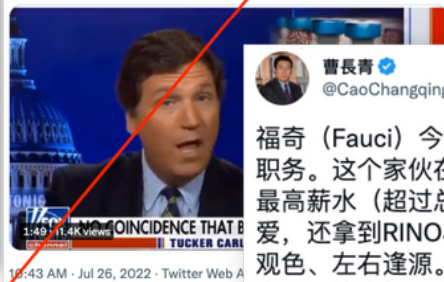 NO COINCIDENCE THAT B
1:49
11.4K views
channel
TUCKER CARL
10:43 AM · Jul 26, 2022 · Twitter Web A
曹長青
@CaoChangqing
福奇（Fauci）今
职务。这个家伙在
最高薪水（超过总
爱，还拿到RINO
观色、左右逢源。